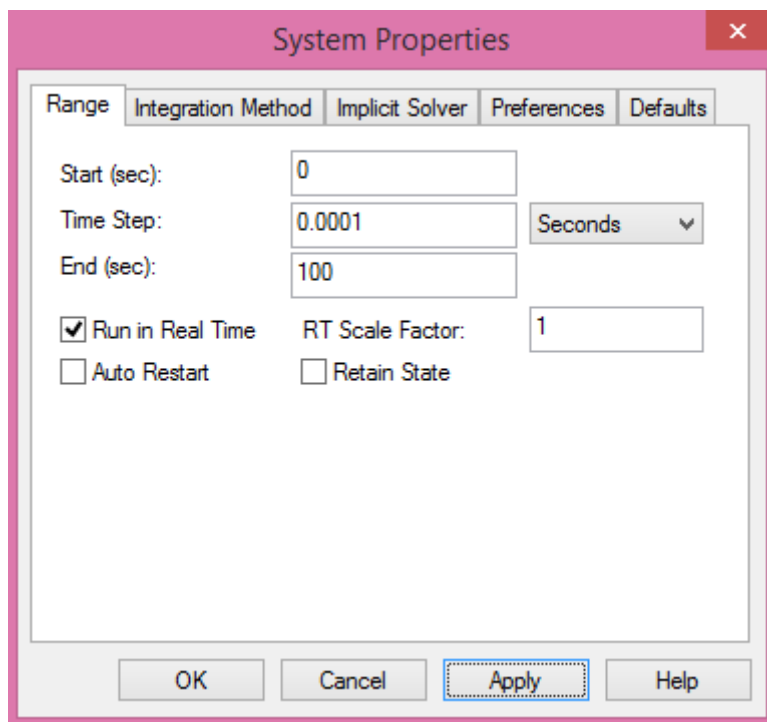 System Properties
Range Integration Method Implicit Solver Preferences Defaults
Start (sec): 0
Time Step: 0.0001 Seconds
End (sec): 100
Run in Real Time RT Scale Factor: 1
Auto Restart Retain State
OK Cancel Apply Help